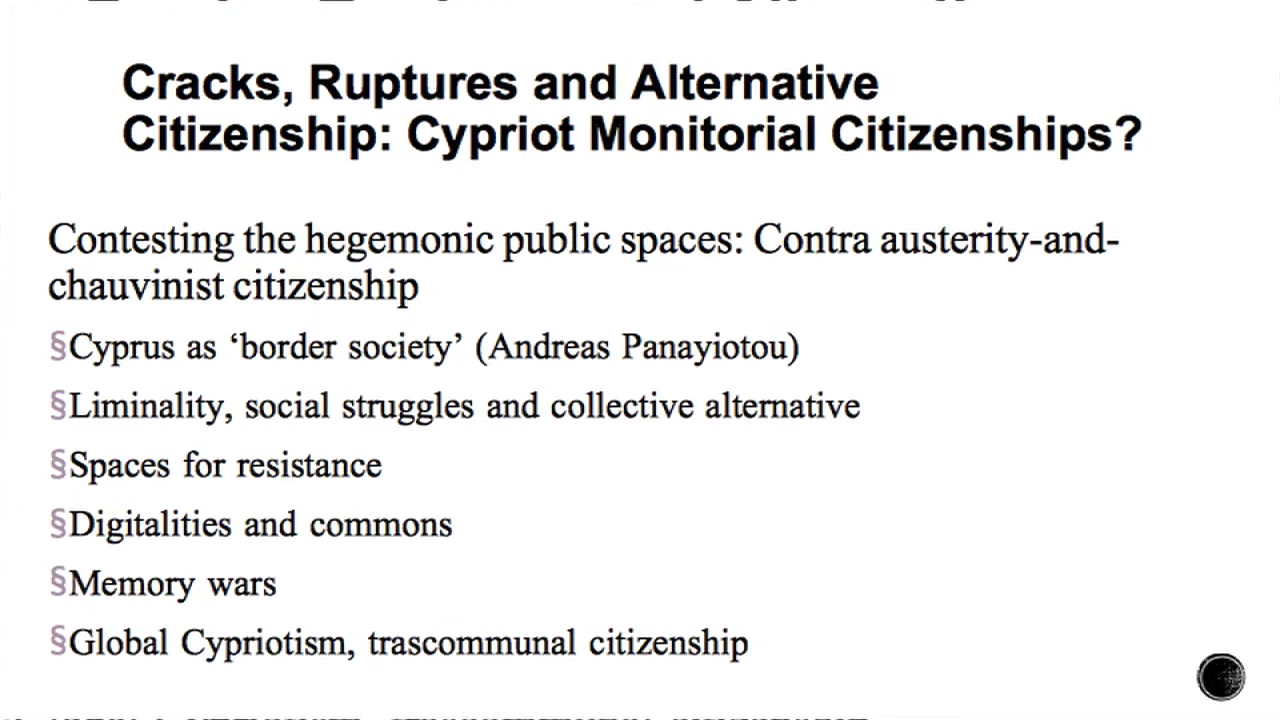 Cracks, Ruptures and Alternative
Citizenship: Cypriot Monitorial Citizenships?
Contesting the hegemonic public spaces: Contra austerity-and-
chauvinist citizenship
§Cyprus as ‘border society’ (Andreas Panayiotou)
§Liminality, social struggles and collective alternative
§Spaces for resistance
§Digitalities and commons
§Memory wars
§Global Cypriotism, trascommunal citizenship